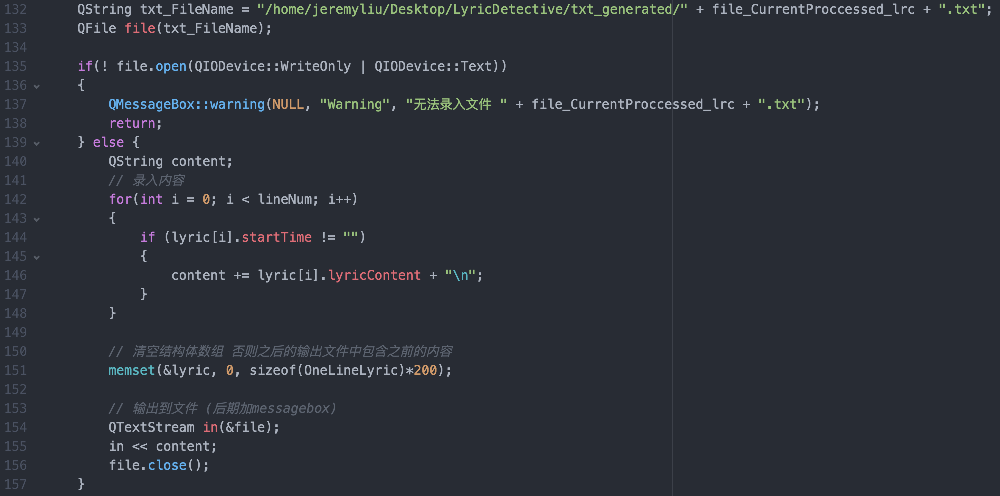 132 QString txt_FileName = "/home/jeremyliu/Desktop/LyricDetective/txt_generated/" + file_CurrentProccessed_lrc + ".txt";
133 QFile file(txt_FileName);
134
135 if(! file.open(QIODevice::WriteOnly | QIODevice::Text))
136 {
137 QMessageBox::warning(NULL, "Warning", "无法录入文件 " + file_CurrentProccessed_lrc + ".txt");
138 return;
139 } else {
140 QString content;
141 // 录入内容
142 for(int i = 0; i < lineNum; i++)
143 {
144 if (lyric[i].startTime != "")
145 {
146 content += lyric[i].lyricContent + "\n";
147 }
148 }
149
150 // 清空结构体数组 否则之后的输出文件中包含之前的内容
151 memset(&lyric, 0, sizeof(OneLineLyric)*200);
152
153 // 输出到文件 (后期加messagebox)
154 QTextStream in(&file);
155 in << content;
156 file.close();
157 }